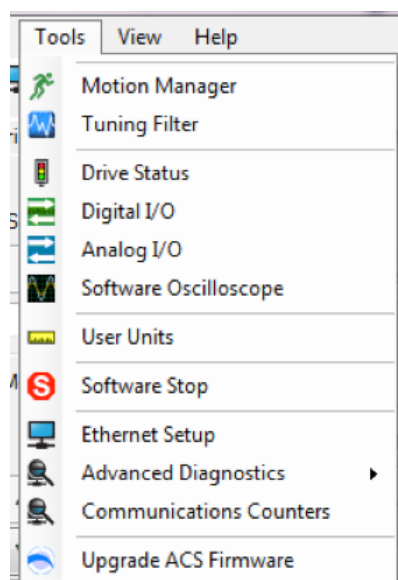 Tools View Help
Motion Manager
Tuning Filter
Drive Status
Digital I/O
Analog I/O
Software Oscilloscope
User Units
Software Stop
Ethernet Setup
Advanced Diagnostics
Communications Counters
Upgrade ACS Firmware